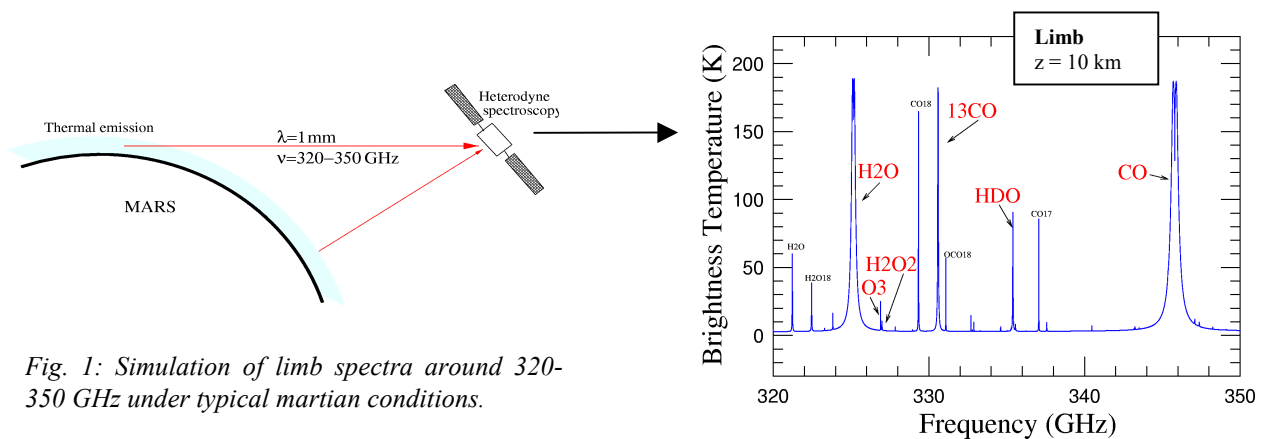 Thermal emission
λ=1mm
ν=320−350 GHz
Heterodyne
spectroscopy
MARS
Fig. 1: Simulation of limb spectra around 320-
350 GHz under typical martian conditions.
Limb
z = 10 km
Brightness Temperature (K)
200
150
100
50
0
H2O
H2O18
H2O
O3
H2O2
CO18
13CO
OCO18
HDO
CO17
CO
320
330
340
350
Frequency (GHz)